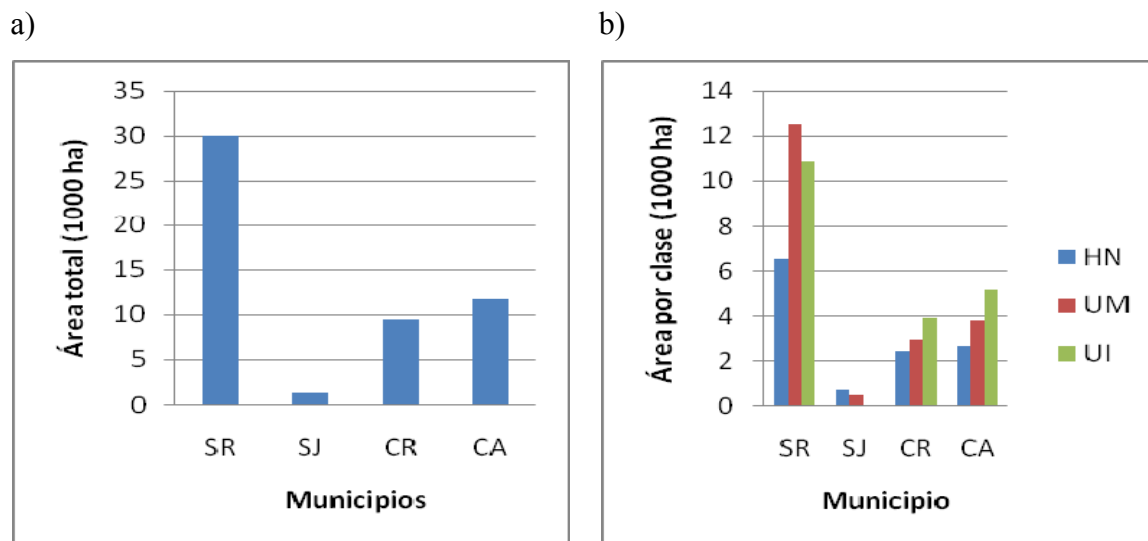 a)
35
30
25
20
15
10
5
0
Área total (1000 ha)
SR SJ CR CA
Municipios
b)
14
12
10
8
6
4
2
0
Área por clase (1000 ha)
SR SJ CR CA
Municipio
HN
UM
UI